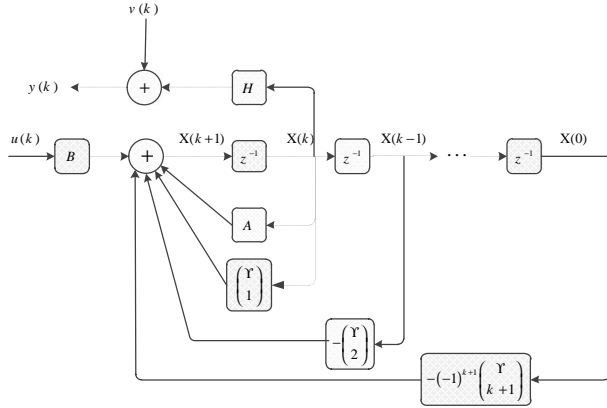 v(k)
y(k)
+
H
u(k)
B
+
X(k+1)
z⁻¹
X(k)
z⁻¹
X(k−1)
···
z⁻¹
X(0)
A
(ϒ
1)
−(ϒ
2)
−(−1)ᵏ⁺¹(ϒ
k+1)